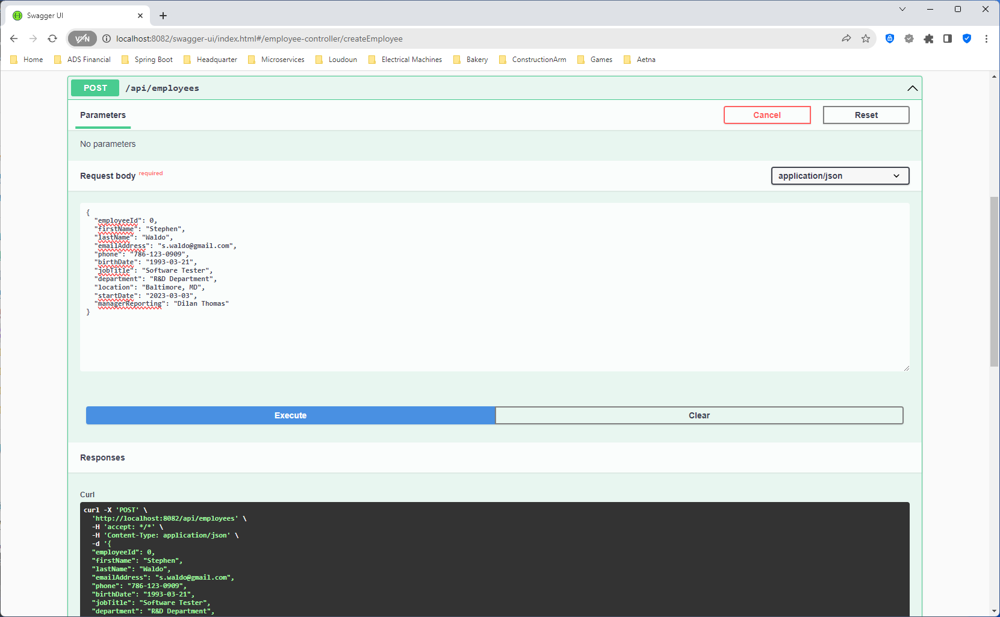 Swagger UI
VPN
localhost:8082/swagger-ui/index.html#/employee-controller/createEmployee
Home ADS Financial Spring Boot Headquarter Microservices Loudoun Electrical Machines Bakery ConstructionArm Games Aetna
POST /api/employees
Parameters Cancel Reset
No parameters
Request body required application/json
{
"employeeId": 0,
"firstName": "Stephen",
"lastName": "Waldo",
"emailAddress": "s.waldo@gmail.com",
"phone": "786-123-0909",
"birthDate": "1993-03-21",
"jobTitle": "Software Tester",
"department": "R&D Department",
"location": "Baltimore, MD",
"startDate": "2023-03-03",
"managerReporting": "Dilan Thomas"
}
Execute Clear
Responses
Curl
curl -X 'POST' \
'http://localhost:8082/api/employees' \
-H 'accept: */*' \
-H 'Content-Type: application/json' \
-d '{
"employeeId": 0,
"firstName": "Stephen",
"lastName": "Waldo",
"emailAddress": "s.waldo@gmail.com",
"phone": "786-123-0909",
"birthDate": "1993-03-21",
"jobTitle": "Software Tester",
"department": "R&D Department",